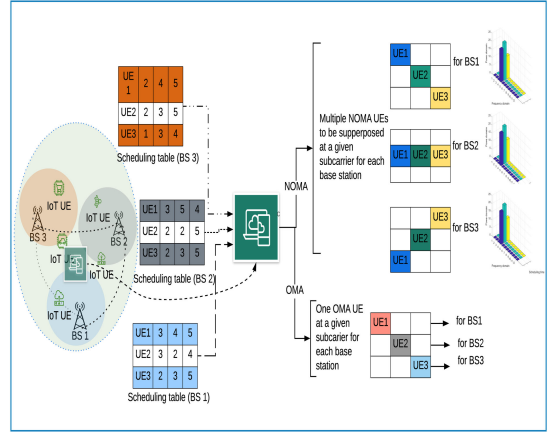 UE 1 2 4 5
UE2 2 3 5
UE3 1 3 4
Scheduling table (BS 3)
IoT UE
BS 3
IoT UE
BS 2
IoT UE
IoT UE
IoT UE
BS 1
UE1 3 5 4
UE2 2 2 5
UE3 2 3 5
Scheduling table (BS 2)
UE1 3 4 5
UE2 3 2 4
UE3 2 3 5
Scheduling table (BS 1)
NOMA
OMA
Multiple NOMA UEs
to be supperposed
at a given
subcarrier for each
base station
UE1
UE2
UE3
for BS1
UE1 UE2 UE3
for BS2
UE3
UE2
UE1
for BS3
One OMA UE
at a given
subcarier for
each base
station
UE1
UE2
UE3
for BS1
for BS2
for BS3